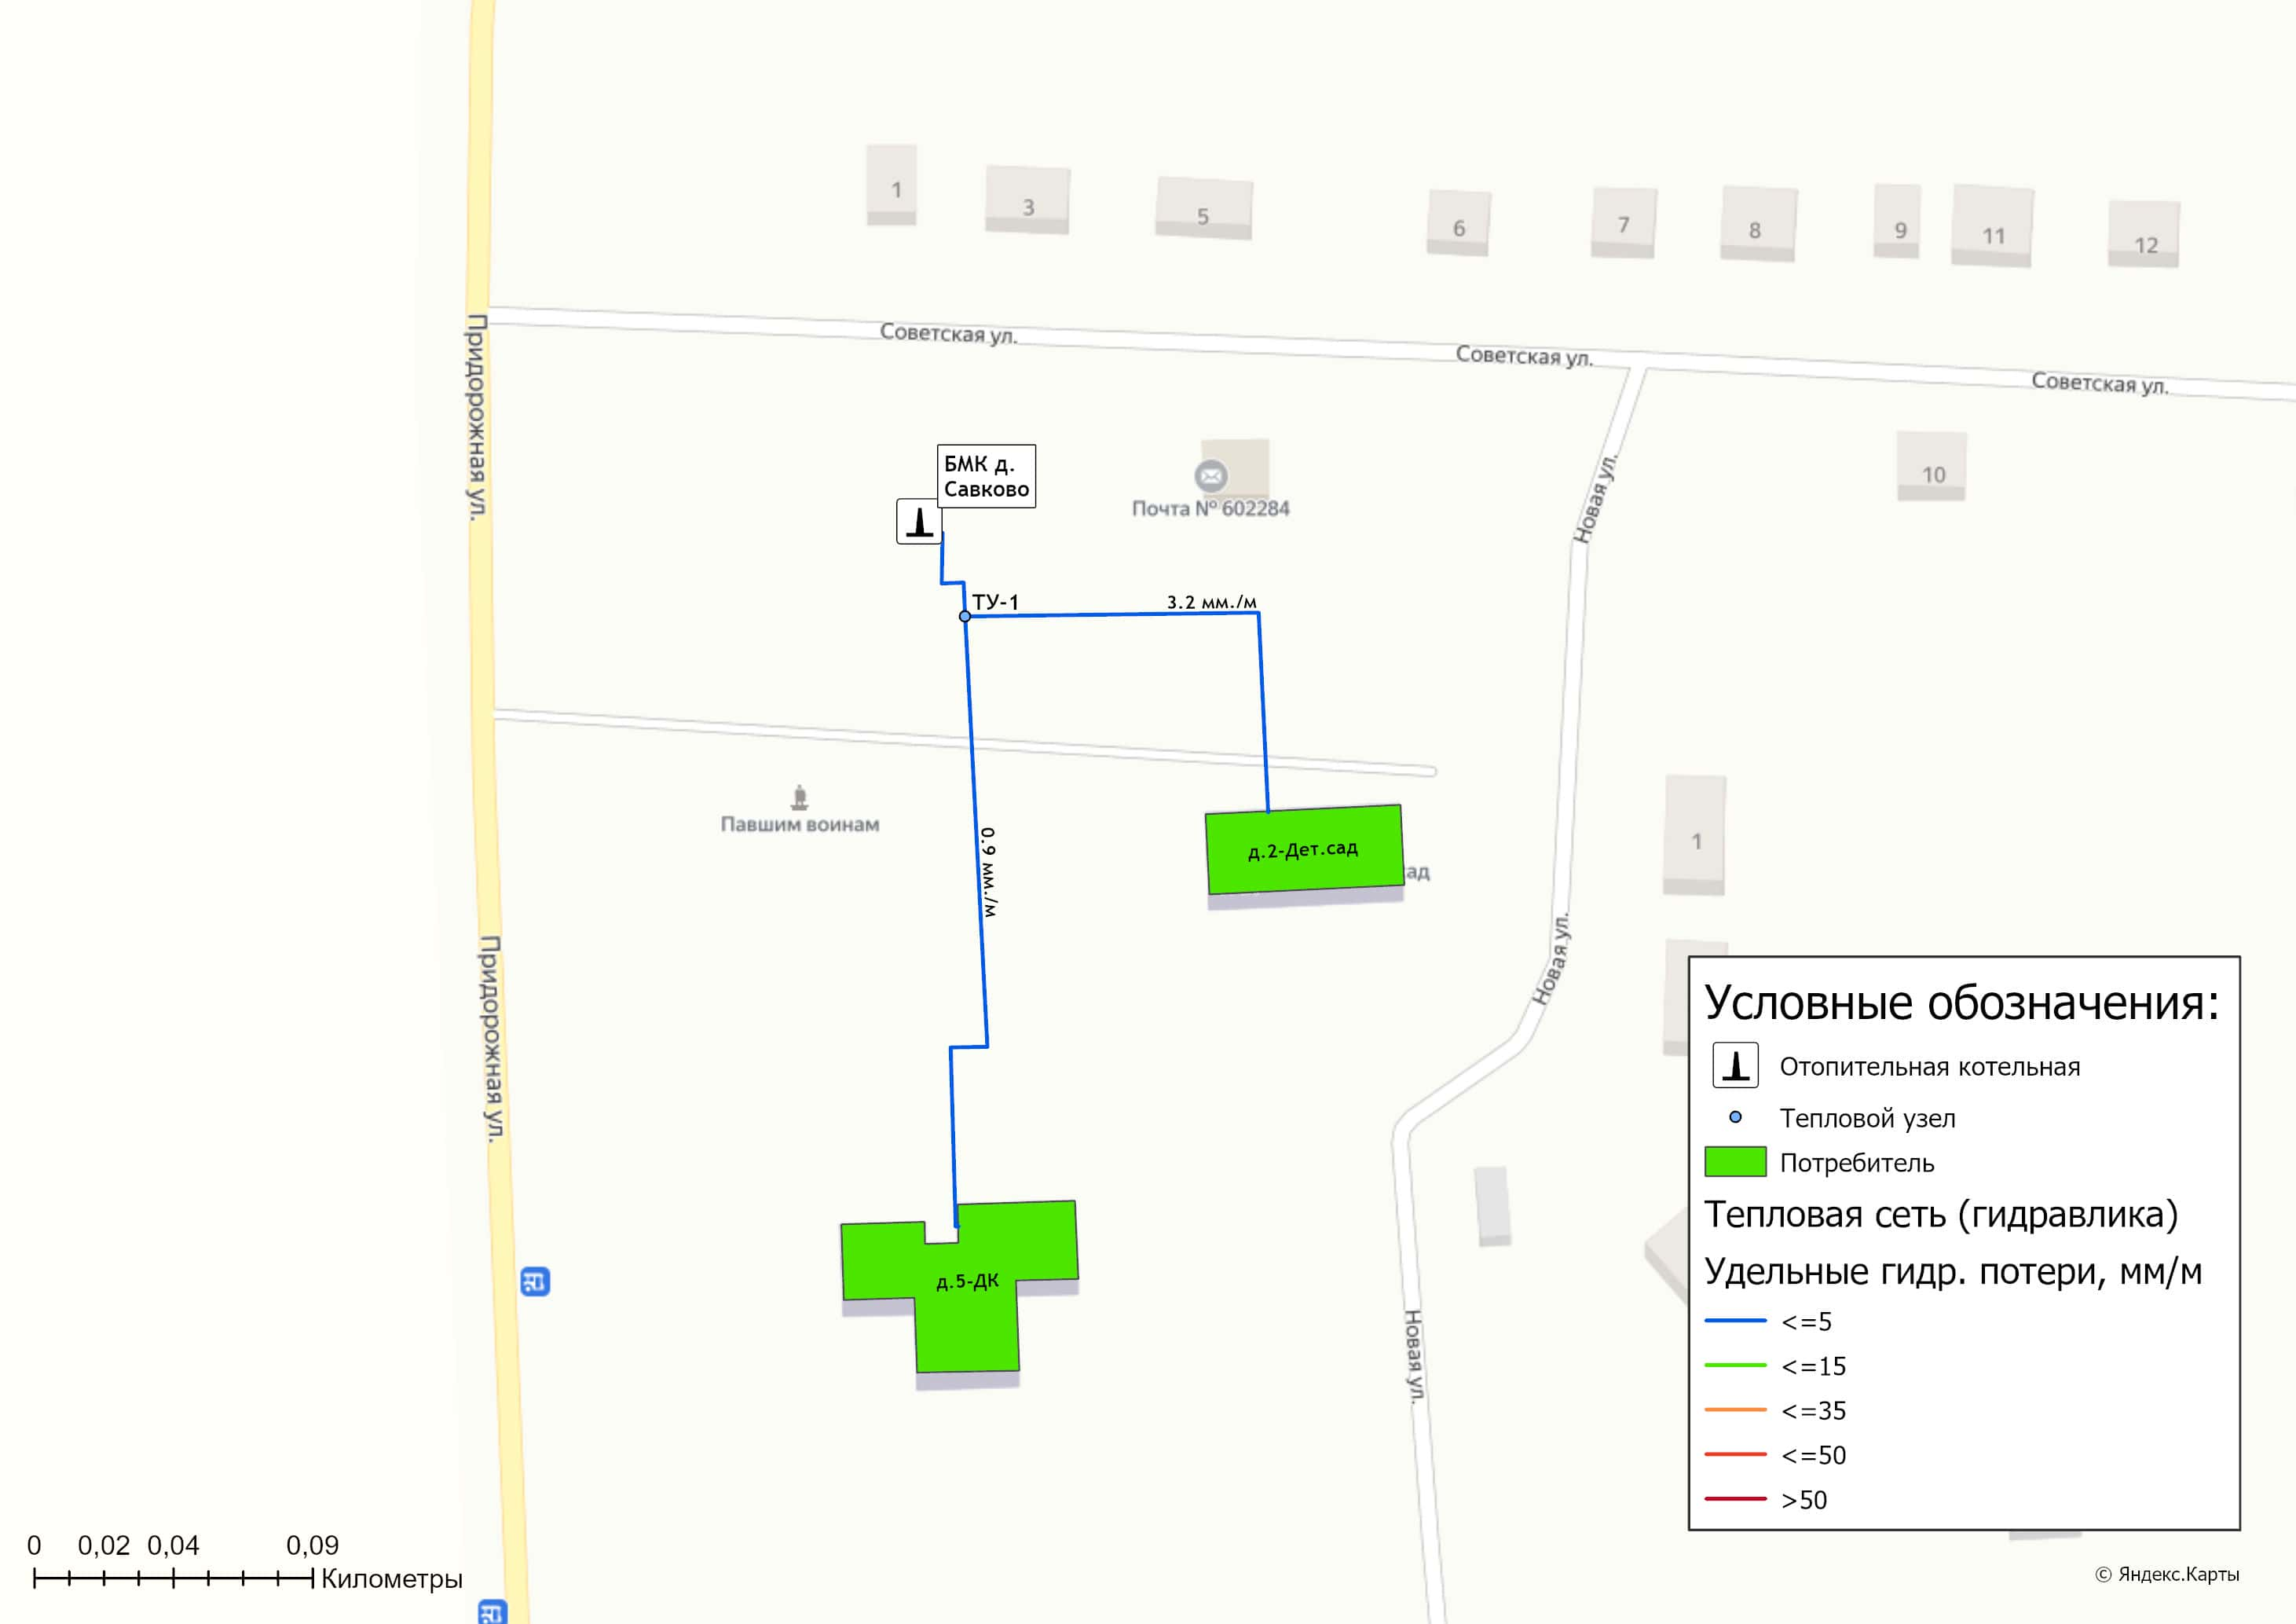 1
3
5
6
7
8
9
11
12
Советская ул.
Советская ул.
Советская ул.
Придорожная ул.
БМК д.
Савково
Почта № 602284
Новая ул.
10
ТУ-1
3.2 мм./м
Павшим воинам
0.9 мм./м
д.2-Дет.сад
ад
1
Новая ул.
Придорожная ул.
д.5-ДК
Новая ул.
Условные обозначения:
Отопительная котельная
Тепловой узел
Потребитель
Тепловая сеть (гидравлика)
Удельные гидр. потери, мм/м
<=5
<=15
<=35
<=50
>50
0 0,02 0,04 0,09
Километры
© Яндекс.Карты